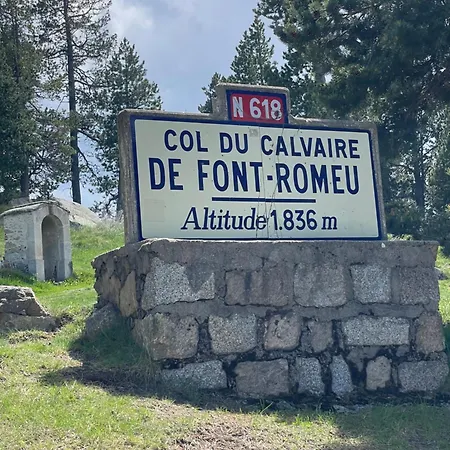 N 618
COL DU CALVAIRE
DE FONT-ROMEU
Altitude 1.836 m